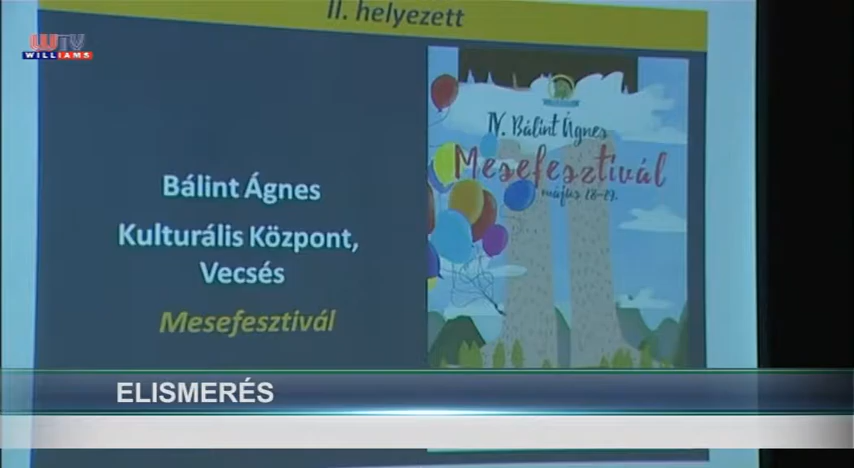 WTV
WILLIAMS
II. helyezett
Bálint Ágnes
Kulturális Központ,
Vecsés
Mesefesztivál
IV. Bálint Ágnes
Mesefesztivál
május 28-29.
ELISMERÉS